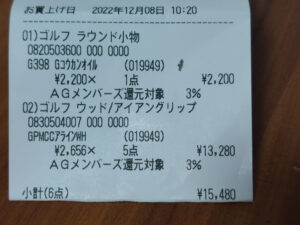 お買上げ日 2022年12月08日 10:20
01)ゴルフ ラウンド小物
0820503600 000 0000
G398 Gコウカンオイル (019949)
¥2,200× 1点 ¥2,200
AGメンバーズ還元対象 3%
02)ゴルフ ウッド/アイアングリップ
0830504007 000 0000
GPMCCアラインWH (019949)
¥2,656× 5点 ¥13,280
AGメンバーズ還元対象 3%
小計(6点) ¥15,480